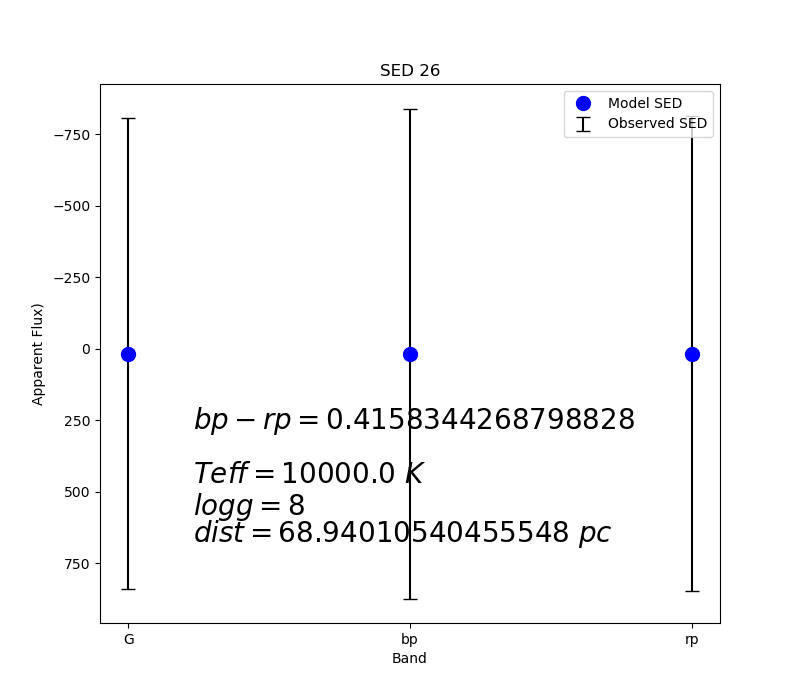 SED 26
Model SED
Observed SED
−750
−500
−250
0
250
500
750
Apparent Flux)
bp − rp = 0.4158344268798828
Teff = 10000.0 K
logg = 8
dist = 68.94010540455548 pc
G
bp
rp
Band